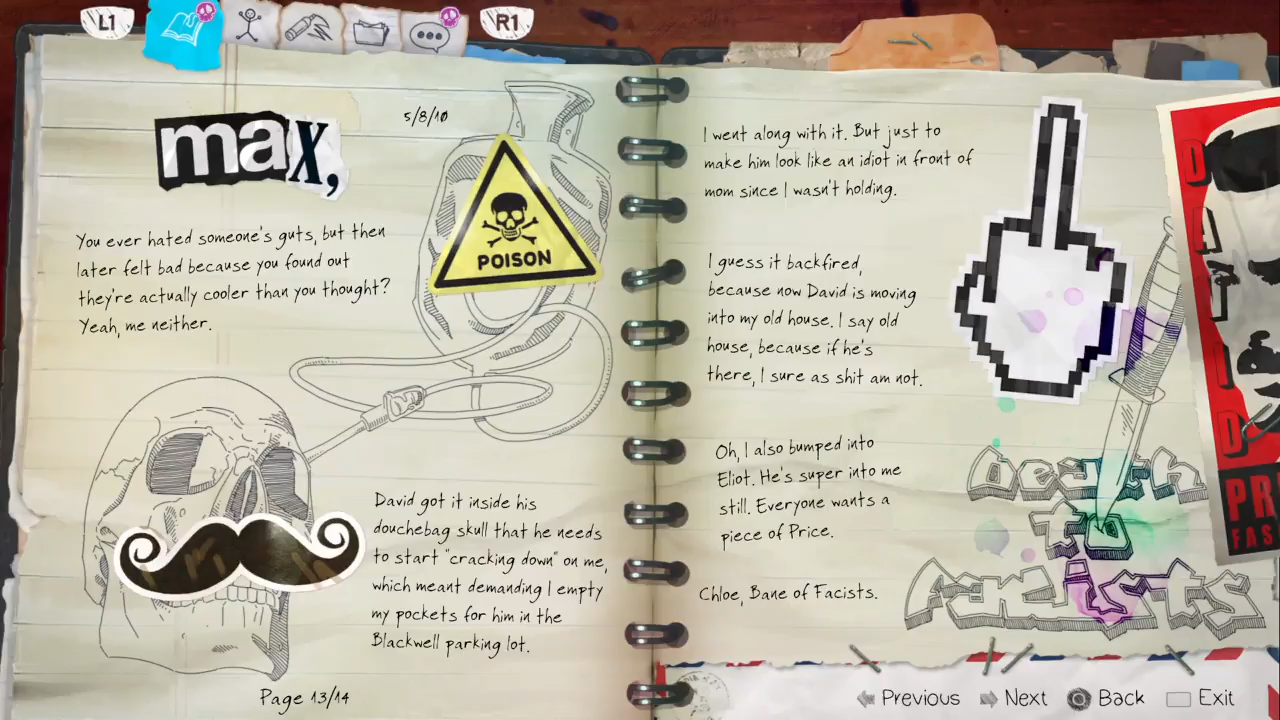 L1
R1
max,
5/8/10
POISON
You ever hated someone's guts, but then
later felt bad because you found out
they're actually cooler than you thought?
Yeah, me neither.
David got it inside his
douchebag skull that he needs
to start "cracking down" on me,
which meant demanding I empty
my pockets for him in the
Blackwell parking lot.
Page 13/14
I went along with it. But just to
make him look like an idiot in front of
mom since I wasn't holding.
I guess it backfired,
because now David is moving
into my old house. I say old
house, because if he's
there, I sure as shit am not.
Oh, I also bumped into
Eliot. He's super into me
still. Everyone wants a
piece of Price.
Chloe, Bane of Facists.
death
to
DAVID
PR
FAS
Previous
Next
Back
Exit